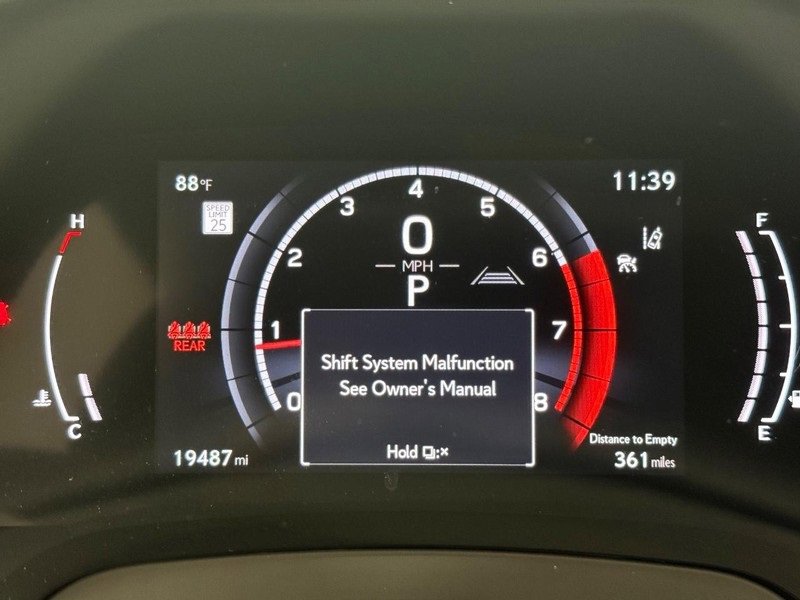 88°F
11:39
SPEED
LIMIT
25
H
F
0
MPH
P
0
1
2
3
4
5
6
7
8
REAR
Shift System Malfunction
See Owner's Manual
Hold
C
E
19487 mi
Distance to Empty
361 miles